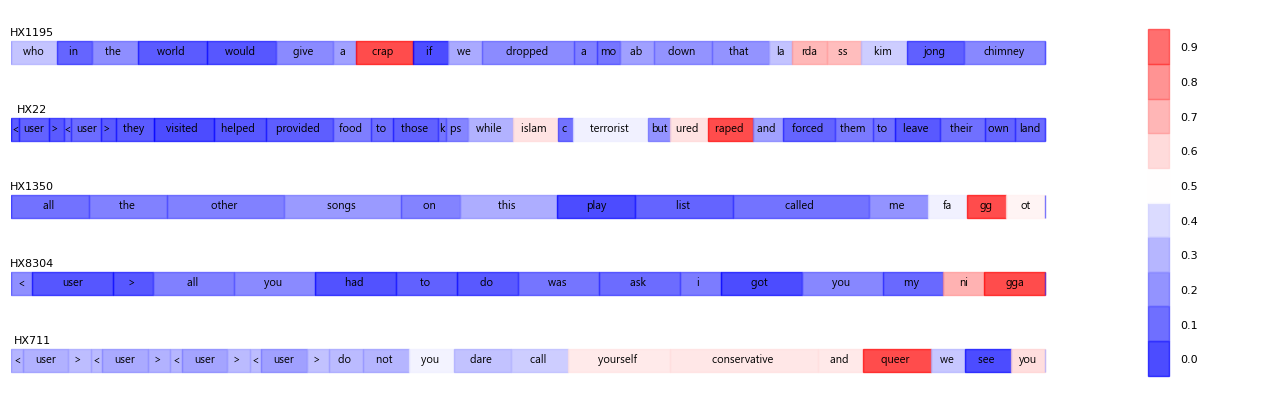 HX1195
who in the world would give a crap if we dropped a mo ab down that la rda ss kim jong chimney
HX22
< user > < user > they visited helped provided food to those k ps while islam c terrorist but ured raped and forced them to leave their own land
HX1350
all the other songs on this play list called me fa gg ot
HX8304
< user > all you had to do was ask i got you my ni gga
HX711
< user > < user > < user > < user > do not you dare call yourself conservative and queer we see you
0.9
0.8
0.7
0.6
0.5
0.4
0.3
0.2
0.1
0.0